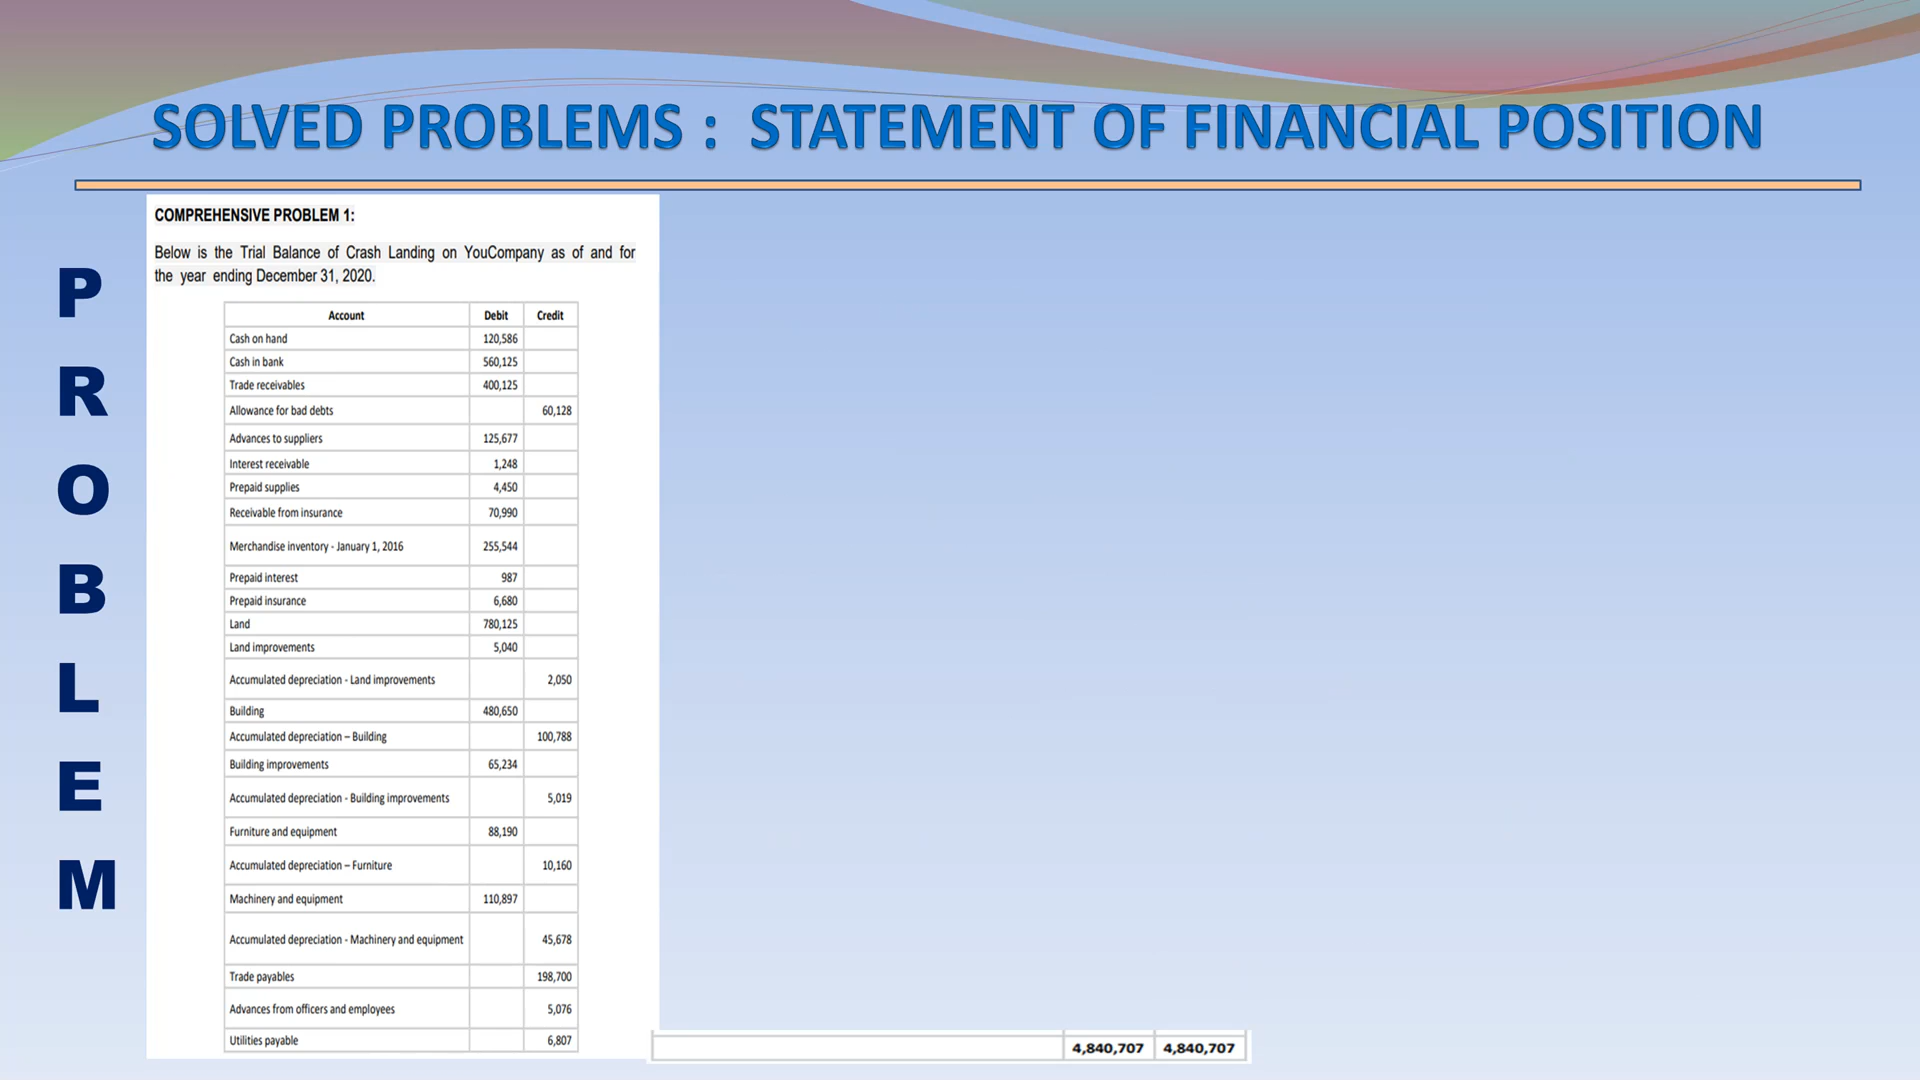 SOLVED PROBLEMS : STATEMENT OF FINANCIAL POSITION
P
R
O
B
L
E
M
COMPREHENSIVE PROBLEM 1:
Below is the Trial Balance of Crash Landing on YouCompany as of and for
the year ending December 31, 2020.
Account Debit Credit
Cash on hand 120,586
Cash in bank 560,125
Trade receivables 400,125
Allowance for bad debts 60,128
Advances to suppliers 125,677
Interest receivable 1,248
Prepaid supplies 4,450
Receivable from insurance 70,990
Merchandise inventory - January 1, 2016 255,544
Prepaid interest 987
Prepaid insurance 6,680
Land 780,125
Land improvements 5,040
Accumulated depreciation - Land improvements 2,050
Building 480,650
Accumulated depreciation – Building 100,788
Building improvements 65,234
Accumulated depreciation - Building improvements 5,019
Furniture and equipment 88,190
Accumulated depreciation – Furniture 10,160
Machinery and equipment 110,897
Accumulated depreciation - Machinery and equipment 45,678
Trade payables 198,700
Advances from officers and employees 5,076
Utilities payable 6,807
4,840,707 4,840,707